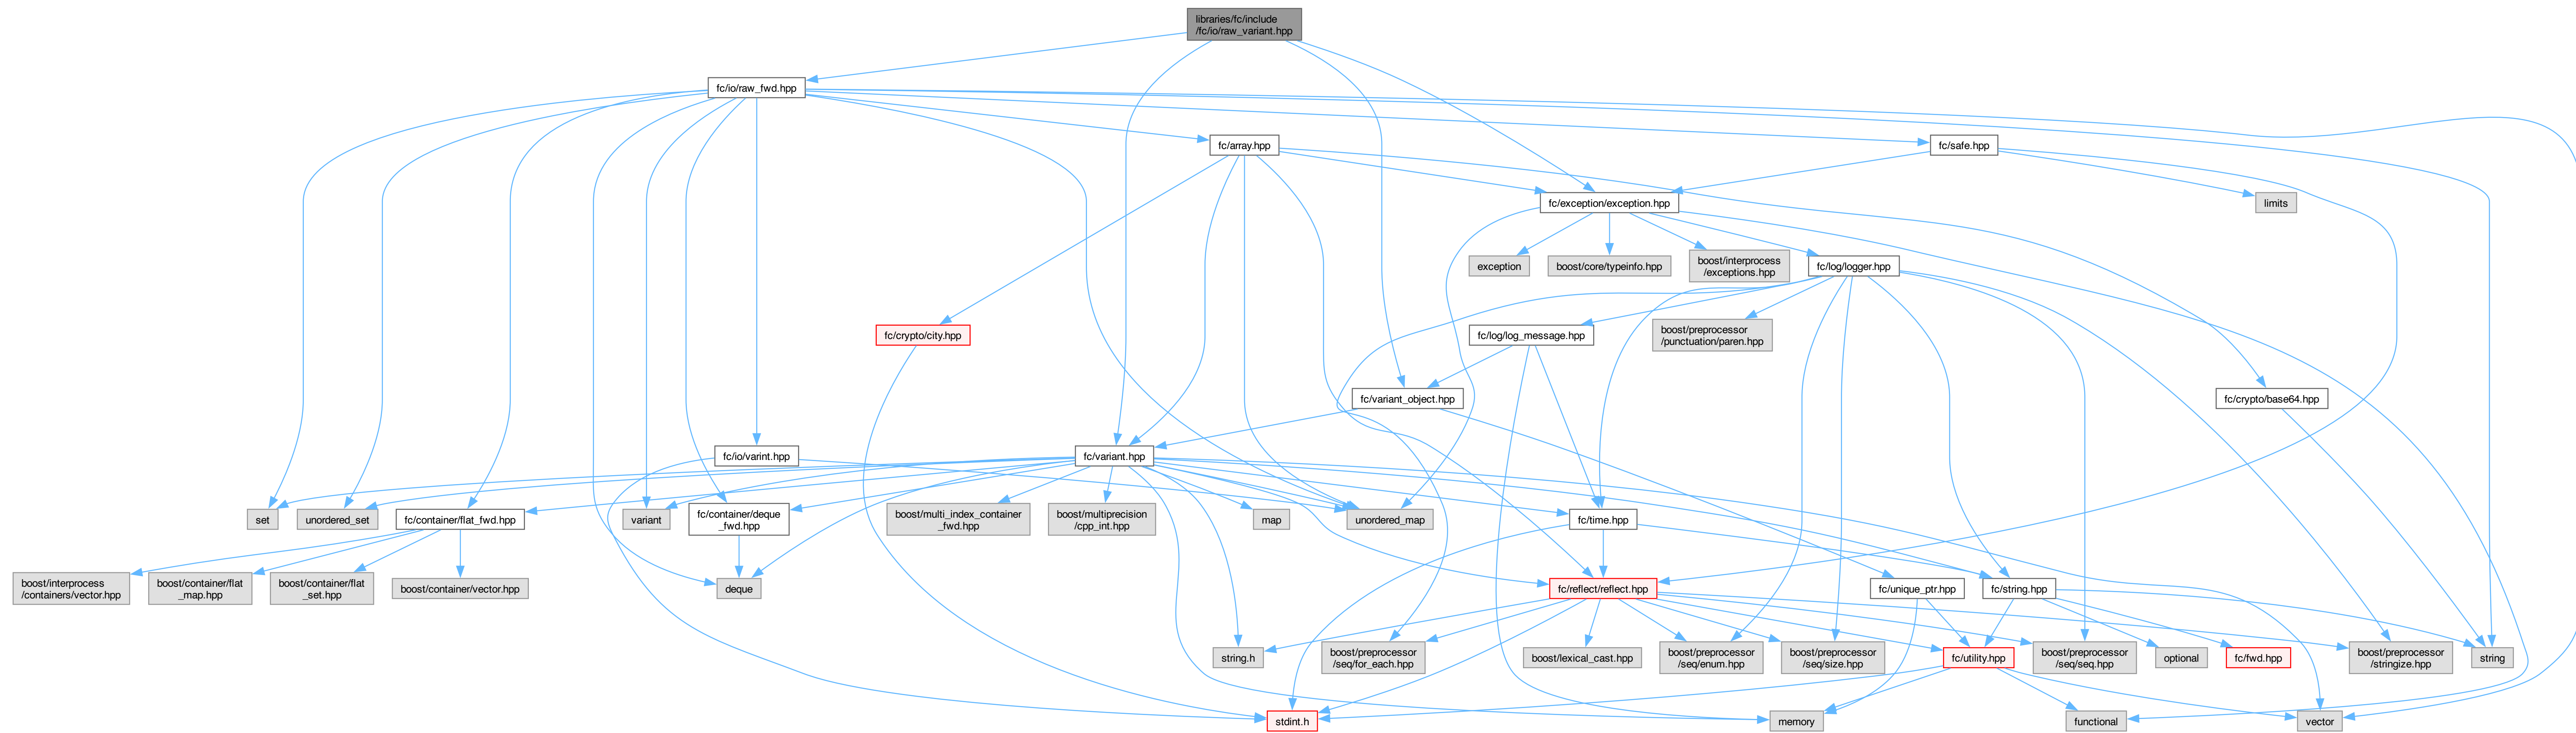 libraries/fc/include
/fc/io/raw_variant.hpp
fc/io/raw_fwd.hpp
fc/array.hpp
fc/safe.hpp
fc/exception/exception.hpp
limits
exception
boost/core/typeinfo.hpp
boost/interprocess
/exceptions.hpp
fc/log/logger.hpp
fc/crypto/city.hpp
fc/log/log_message.hpp
boost/preprocessor
/punctuation/paren.hpp
fc/variant_object.hpp
fc/crypto/base64.hpp
fc/io/varint.hpp
fc/variant.hpp
set
unordered_set
fc/container/flat_fwd.hpp
variant
fc/container/deque
_fwd.hpp
boost/multi_index_container
_fwd.hpp
boost/multiprecision
/cpp_int.hpp
map
unordered_map
fc/time.hpp
boost/interprocess
/containers/vector.hpp
boost/container/flat
_map.hpp
boost/container/flat
_set.hpp
boost/container/vector.hpp
deque
fc/reflect/reflect.hpp
fc/unique_ptr.hpp
fc/string.hpp
string.h
boost/preprocessor
/seq/for_each.hpp
boost/lexical_cast.hpp
boost/preprocessor
/seq/enum.hpp
boost/preprocessor
/seq/size.hpp
fc/utility.hpp
boost/preprocessor
/seq/seq.hpp
optional
fc/fwd.hpp
boost/preprocessor
/stringize.hpp
string
stdint.h
memory
functional
vector